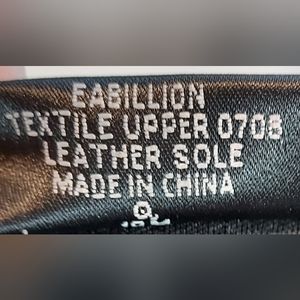 EABILLION
TEXTILE UPPER 0708
LEATHER SOLE
MADE IN CHINA